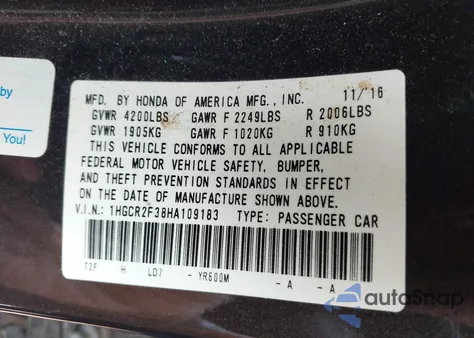 by
You!
MFD. BY HONDA OF AMERICA MFG., INC. 11/16
GVWR 4200LBS GAWR F 2249LBS R 2006LBS
GVWR 1905KG GAWR F 1020KG R 910KG
THIS VEHICLE CONFORMS TO ALL APPLICABLE
FEDERAL MOTOR VEHICLE SAFETY, BUMPER,
AND THEFT PREVENTION STANDARDS IN EFFECT
ON THE DATE OF MANUFACTURE SHOWN ABOVE.
V.I.N.: 1HGCR2F38HA109183 TYPE: PASSENGER CAR
T2F H LD7 - YR600M - A - A
autoSnap